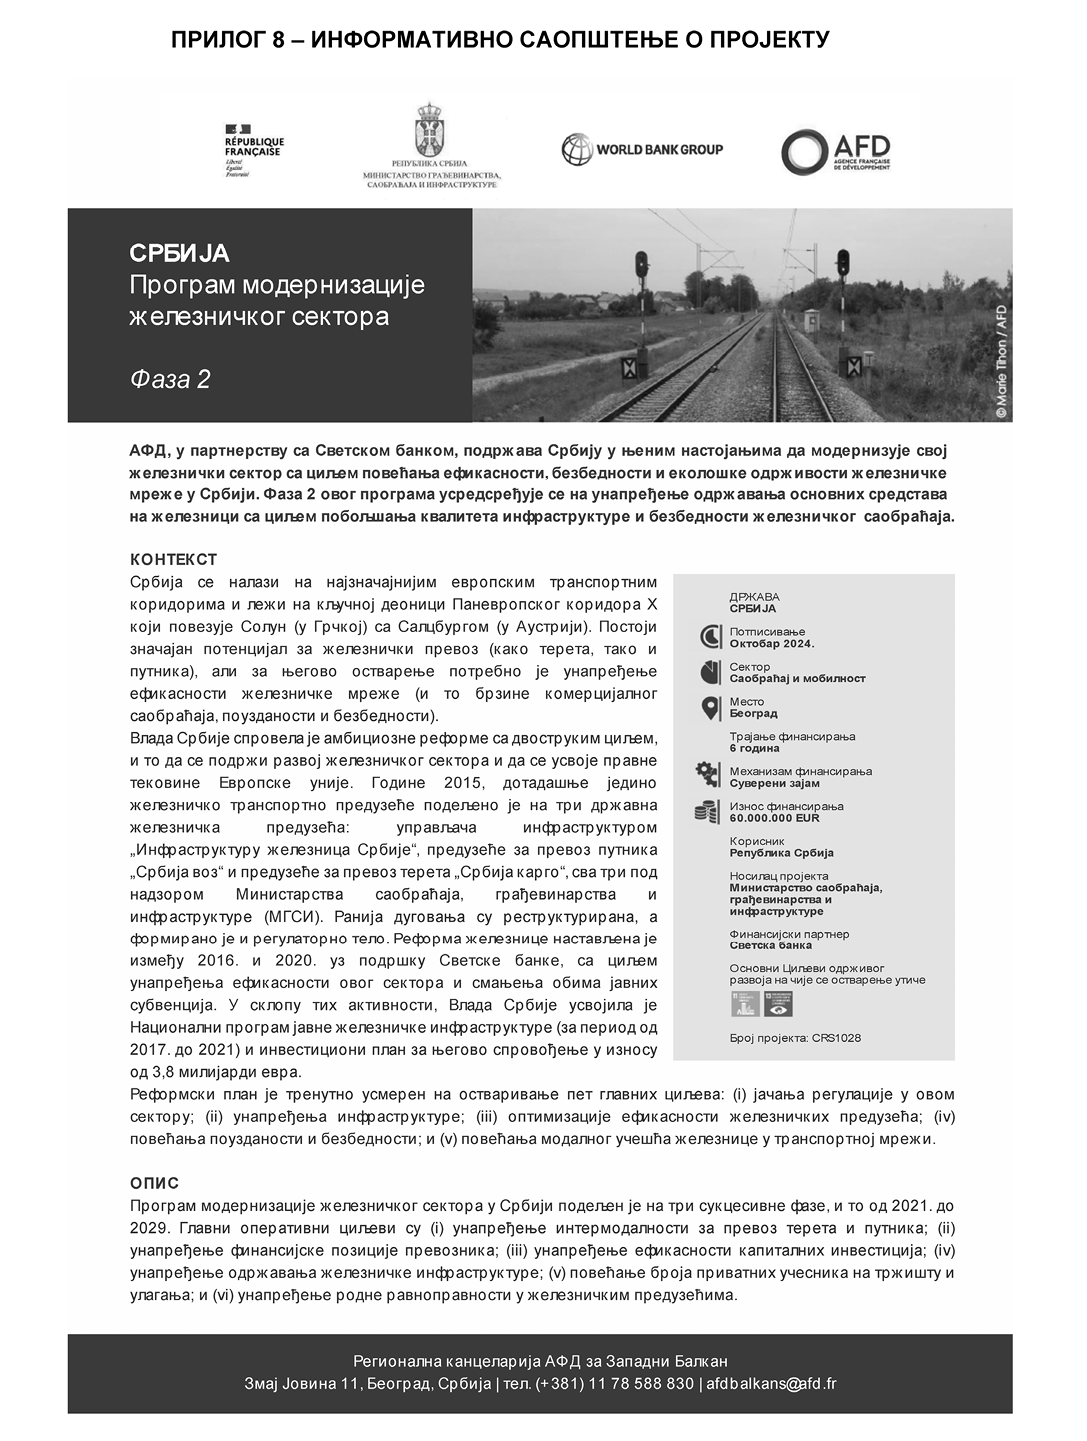 ПРИЛОГ 8 – ИНФОРМАТИВНО САОПШТЕЊЕ О ПРОЈЕКТУ
RÉPUBLIQUE
FRANÇAISE
Liberté
Égalité
Fraternité
РЕПУБЛИКА СРБИЈА
МИНИСТАРСТВО ГРАЂЕВИНАРСТВА,
САОБРАЋАЈА И ИНФРАСТРУКТУРЕ
WORLD BANK GROUP
AFD
AGENCE FRANÇAISE
DE DÉVELOPPEMENT
СРБИЈА
Програм модернизације
железничког сектора
Фаза 2
© Marie Tihon / AFD
АФД, у партнерству са Светском банком, подржава Србију у њеним настојањима да модернизује свој
железнички сектор са циљем повећања ефикасности, безбедности и еколошке одрживости железничке
мреже у Србији. Фаза 2 овог програма усредсређује се на унапређење одржавања основних средстава
на железници са циљем побољшања квалитета инфраструктуре и безбедности железничког саобраћаја.
КОНТЕКСТ
Србија се налази на најзначајнијим европским транспортним
коридорима и лежи на кључној деоници Паневропског коридора X
који повезује Солун (у Грчкој) са Салцбургом (у Аустрији). Постоји
значајан потенцијал за железнички превоз (како терета, тако и
путника), али за његово остварење потребно је унапређење
ефикасности железничке мреже (и то брзине комерцијалног
саобраћаја, поузданости и безбедности).
Влада Србије спровела је амбициозне реформе са двоструким циљем,
и то да се подржи развој железничког сектора и да се усвоје правне
тековине Европске уније. Године 2015, дотадашње једино
железничко транспортно предузеће подељено је на три државна
железничка предузећа: управљача инфраструктуром
„Инфраструктуру железница Србије“, предузеће за превоз путника
„Србија воз“ и предузеће за превоз терета „Србија карго“, сва три под
надзором Министарства саобраћаја, грађевинарства и
инфраструктуре (МГСИ). Ранија дуговања су реструктурирана, а
формирано је и регулаторно тело. Реформа железнице настављена је
између 2016. и 2020. уз подршку Светске банке, са циљем
унапређења ефикасности овог сектора и смањења обима јавних
субвенција. У склопу тих активности, Влада Србије усвојила је
Национални програм јавне железничке инфраструктуре (за период од
2017. до 2021) и инвестициони план за његово спровођење у износу
од 3,8 милијарди евра.
Реформски план је тренутно усмерен на остваривање пет главних циљева: (i) јачања регулације у овом
сектору; (ii) унапређења инфраструктуре; (iii) оптимизације ефикасности железничких предузећа; (iv)
повећања поузданости и безбедности; и (v) повећања модалног учешћа железнице у транспортној мрежи.
ДРЖАВА
СРБИЈА
Потписивање
Октобар 2024.
Сектор
Саобраћај и мобилност
Место
Београд
Трајање финансирања
6 година
Механизам финансирања
Суверени зајам
Износ финансирања
60.000.000 EUR
Корисник
Република Србија
Носилац пројекта
Министарство саобраћаја,
грађевинарства и
инфраструктуре
Финансијски партнер
Светска банка
Основни Циљеви одрживог
развоја на чије се остварење утиче
Број пројекта: CRS1028
ОПИС
Програм модернизације железничког сектора у Србији подељен је на три сукцесивне фазе, и то од 2021. до
2029. Главни оперативни циљеви су (i) унапређење интермодалности за превоз терета и путника; (ii)
унапређење финансијске позиције превозника; (iii) унапређење ефикасности капиталних инвестиција; (iv)
унапређење одржавања железничке инфраструктуре; (v) повећање броја приватних учесника на тржишту и
улагања; и (vi) унапређење родне равноправности у железничким предузећима.
Регионална канцеларија АФД за Западни Балкан
Змај Јовина 11, Београд, Србија | тел. (+381) 11 78 588 830 | afdbalkans@afd.fr